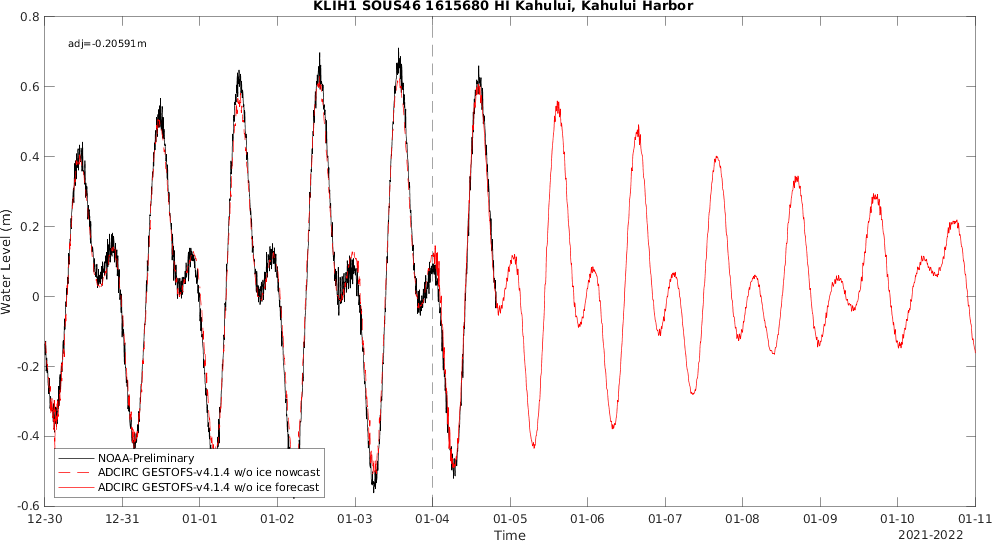 KLIH1 SOUS46 1615680 HI Kahului, Kahului Harbor
adj=-0.20591m
0.8
0.6
0.4
0.2
0
-0.2
-0.4
-0.6
Water Level (m)
NOAA-Preliminary
ADCIRC GESTOFS-v4.1.4 w/o ice nowcast
ADCIRC GESTOFS-v4.1.4 w/o ice forecast
12-30 12-31 01-01 01-02 01-03 01-04 01-05 01-06 01-07 01-08 01-09 01-10 01-11
Time
2021-2022